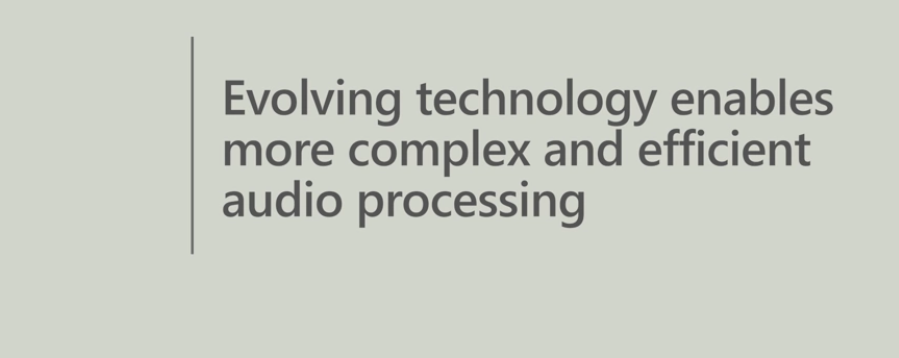 Evolving technology enables
more complex and efficient
audio processing